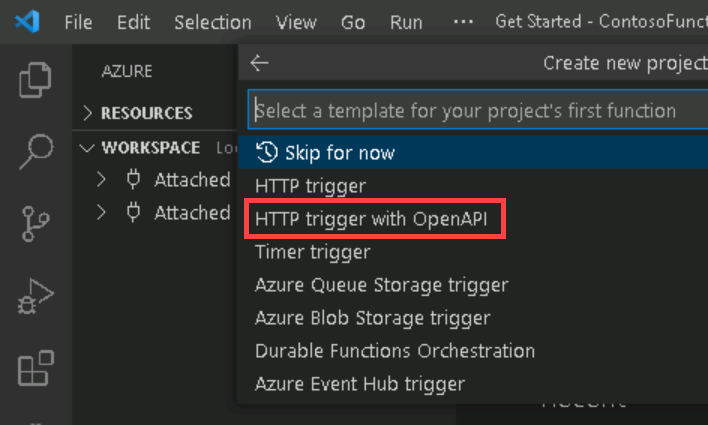 File Edit Selection View Go Run ··· Get Started - ContosoFunct
AZURE
RESOURCES
WORKSPACE Lo
Attached
Attached
Create new project
Select a template for your project's first function
Skip for now
HTTP trigger
HTTP trigger with OpenAPI
Timer trigger
Azure Queue Storage trigger
Azure Blob Storage trigger
Durable Functions Orchestration
Azure Event Hub trigger